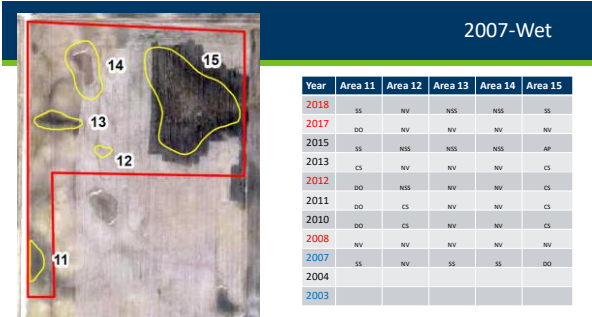 2007-Wet
14
15
13
12
11
Year Area 11 Area 12 Area 13 Area 14 Area 15
2018 SS NV NSS NSS SS
2017 DO NV NV NV NV
2015 SS NSS NSS NSS AP
2013 CS NV NV NV CS
2012 DO NSS NV NV CS
2011 DO CS NV NV CS
2010 DO CS NV NV CS
2008 NV NV NV NV NV
2007 SS NV SS SS DO
2004
2003